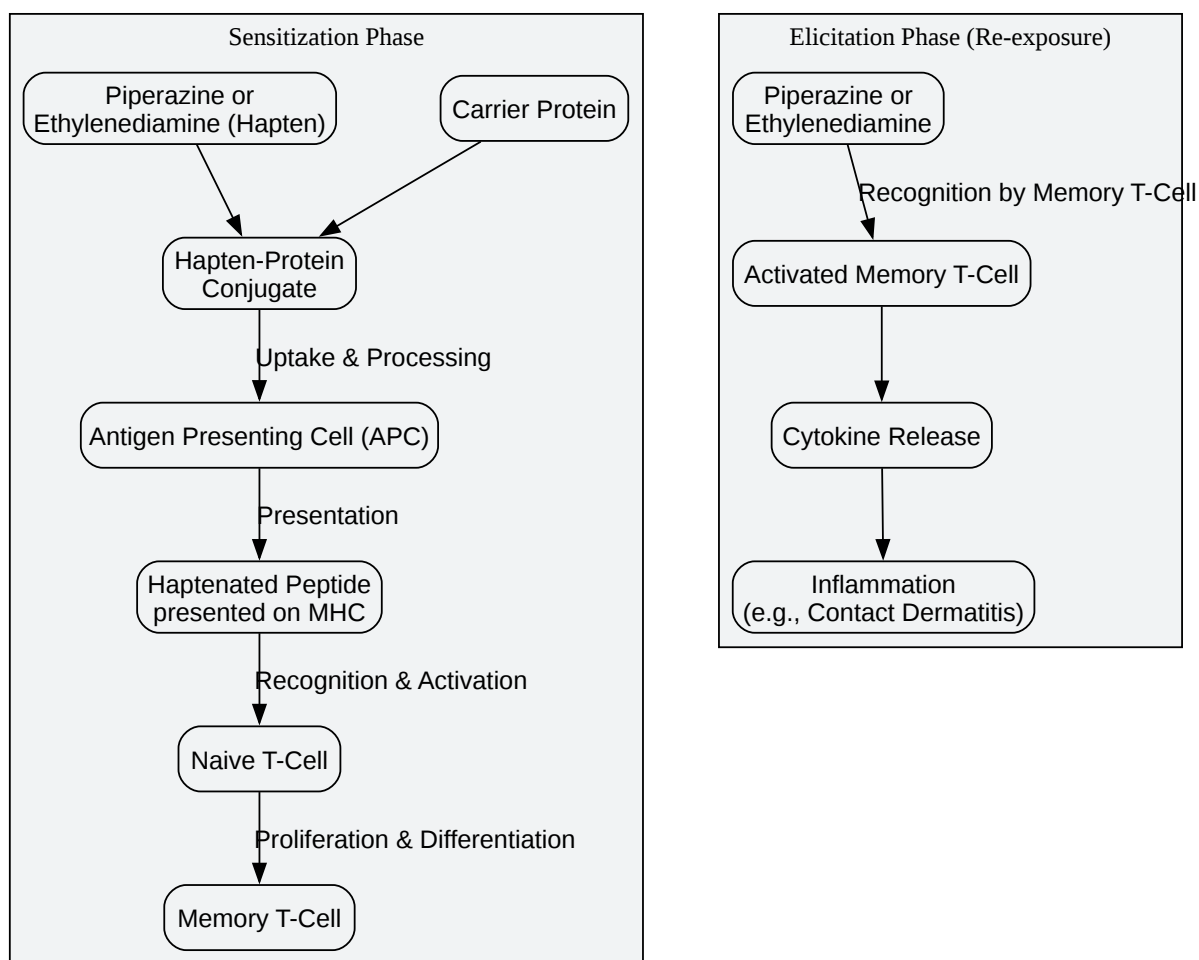 Sensitization Phase
Piperazine or
Ethylenediamine (Hapten)
Carrier Protein
Hapten-Protein
Conjugate
Uptake & Processing
Antigen Presenting Cell (APC)
Presentation
Haptenated Peptide
presented on MHC
Recognition & Activation
Naive T-Cell
Proliferation & Differentiation
Memory T-Cell
Elicitation Phase (Re-exposure)
Piperazine or
Ethylenediamine
Recognition by Memory T-Cell
Activated Memory T-Cell
Cytokine Release
Inflammation
(e.g., Contact Dermatitis)